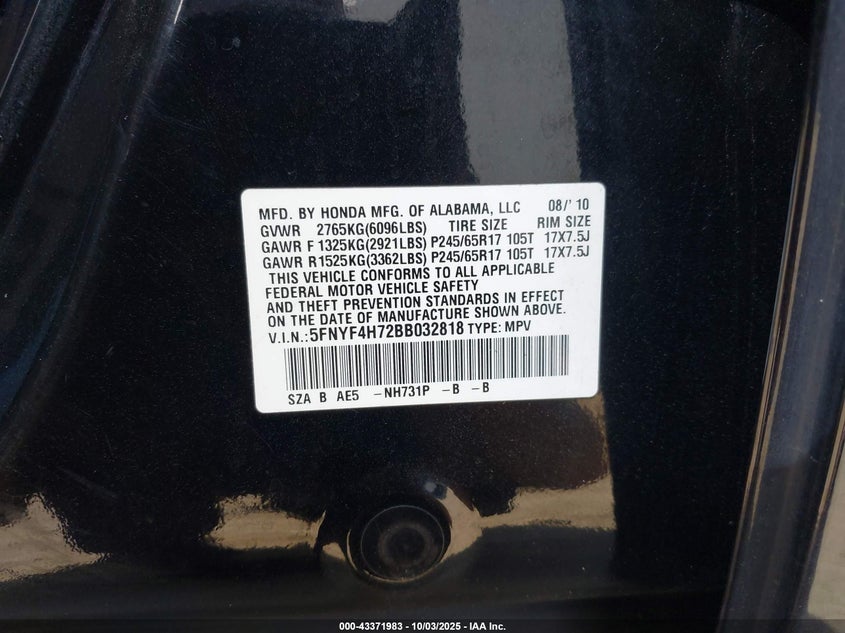 MFD. BY HONDA MFG. OF ALABAMA, LLC 08/' 10
GVWR 2765KG(6096LBS) TIRE SIZE RIM SIZE
GAWR F 1325KG(2921LBS) P245/65R17 105T 17X7.5J
GAWR R1525KG(3362LBS) P245/65R17 105T 17X7.5J
THIS VEHICLE CONFORMS TO ALL APPLICABLE
FEDERAL MOTOR VEHICLE SAFETY
AND THEFT PREVENTION STANDARDS IN EFFECT
ON THE DATE OF MANUFACTURE SHOWN ABOVE.
V.I.N.:5FNYF4H72BB032818 TYPE: MPV
SZA B AE5 -NH731P -B -B
000-43371983 - 10/03/2025 - IAA Inc.